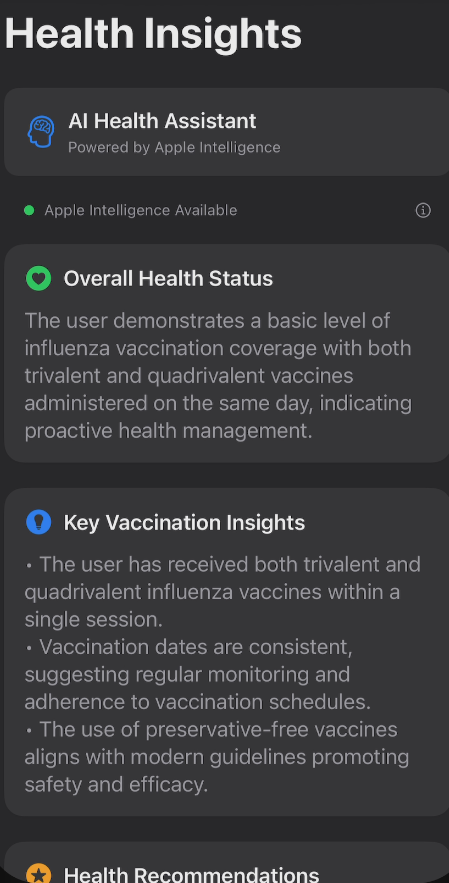 Health Insights
AI Health Assistant
Powered by Apple Intelligence
Apple Intelligence Available
Overall Health Status
The user demonstrates a basic level of
influenza vaccination coverage with both
trivalent and quadrivalent vaccines
administered on the same day, indicating
proactive health management.
Key Vaccination Insights
• The user has received both trivalent and
quadrivalent influenza vaccines within a
single session.
• Vaccination dates are consistent,
suggesting regular monitoring and
adherence to vaccination schedules.
• The use of preservative-free vaccines
aligns with modern guidelines promoting
safety and efficacy.
Health Recommendations